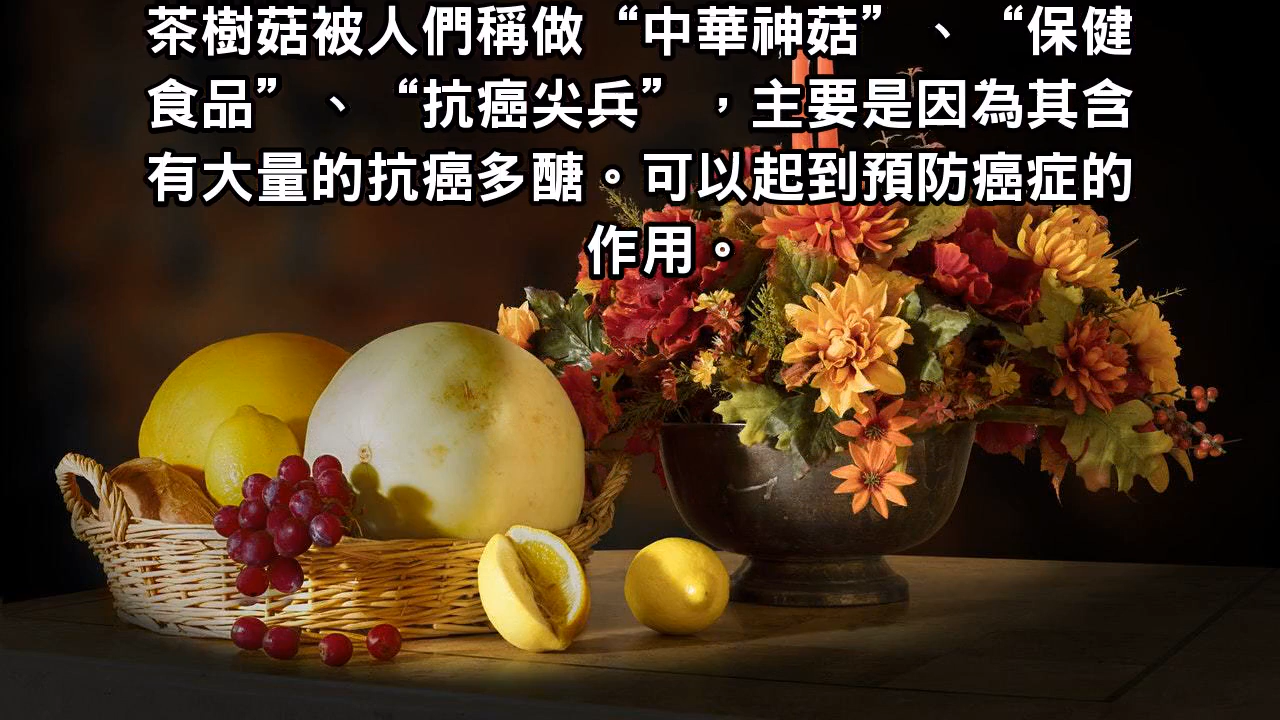 茶樹菇被人們稱做“中華神菇”、“保健
食品”、“抗癌尖兵”，主要是因為其含
有大量的抗癌多醣。可以起到預防癌症的
作用。